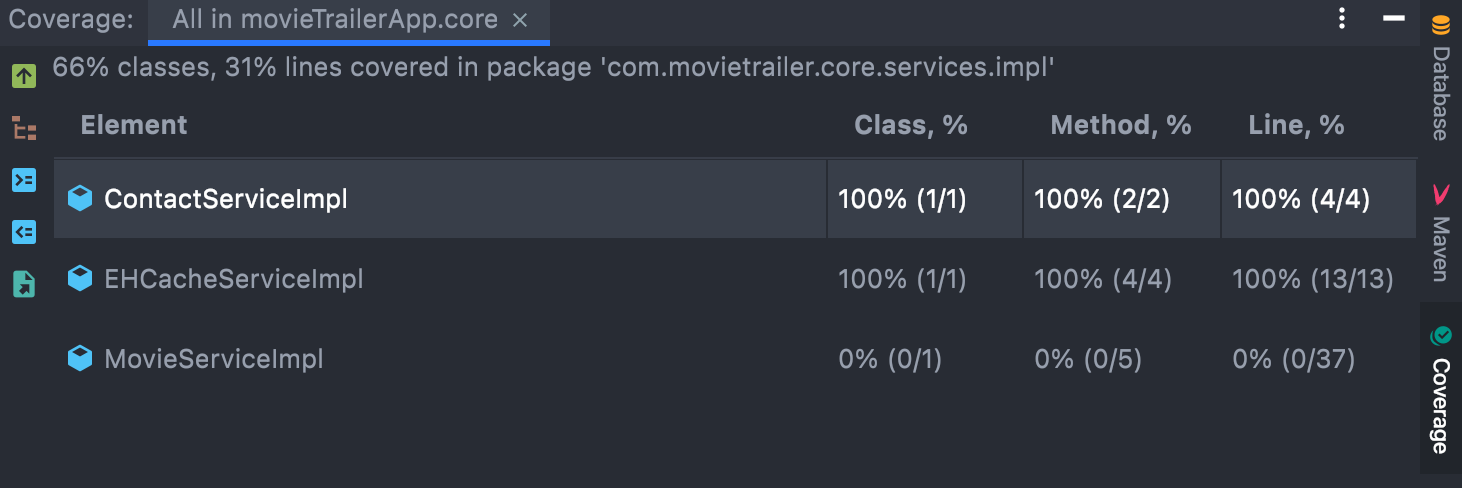 Coverage: All in movieTrailerApp.core ×
66% classes, 31% lines covered in package 'com.movietrailer.core.services.impl'
Element Class, % Method, % Line, %
ContactServiceImpl 100% (1/1) 100% (2/2) 100% (4/4)
EHCacheServiceImpl 100% (1/1) 100% (4/4) 100% (13/13)
MovieServiceImpl 0% (0/1) 0% (0/5) 0% (0/37)
Database
Maven
Coverage